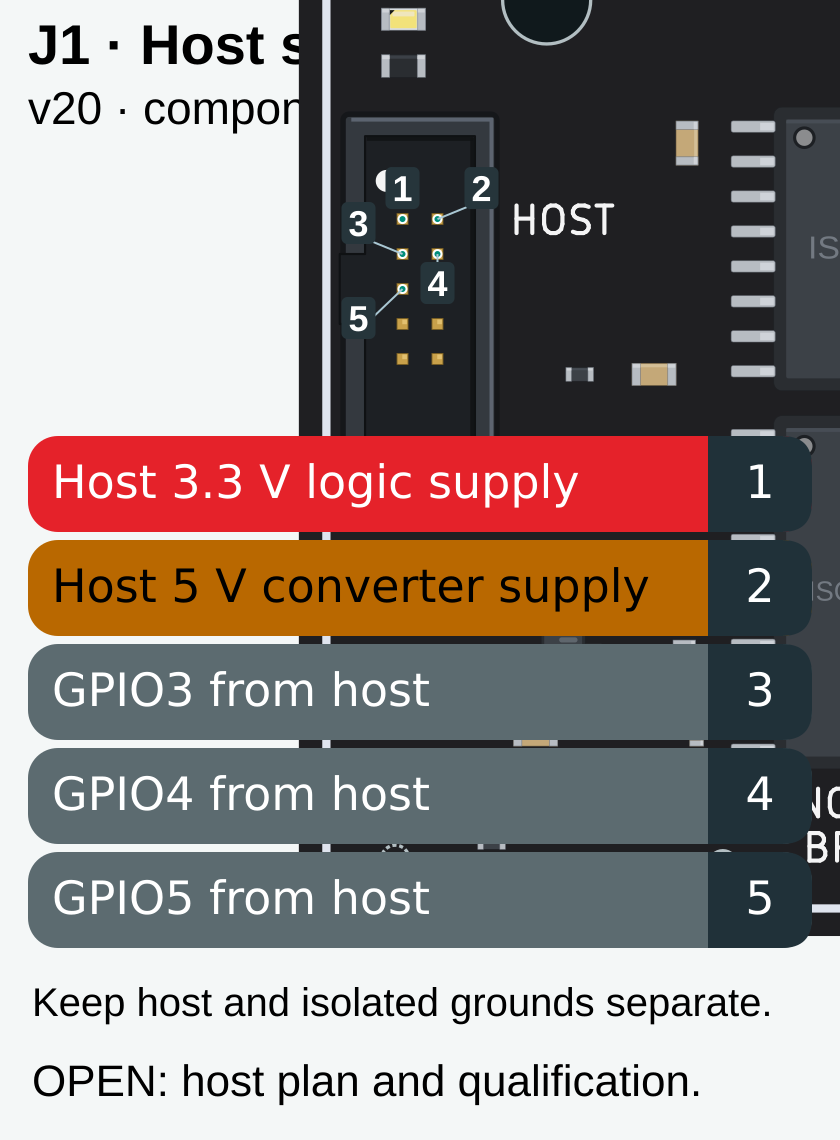 J1 · Host
v20 ·
1
2
3
4
5
HOST
Host 3.3 V logic supply 1
Host 5 V converter supply 2
GPIO3 from host 3
GPIO4 from host 4
GPIO5 from host 5
Keep host and isolated grounds separate.
OPEN: host plan and qualification.